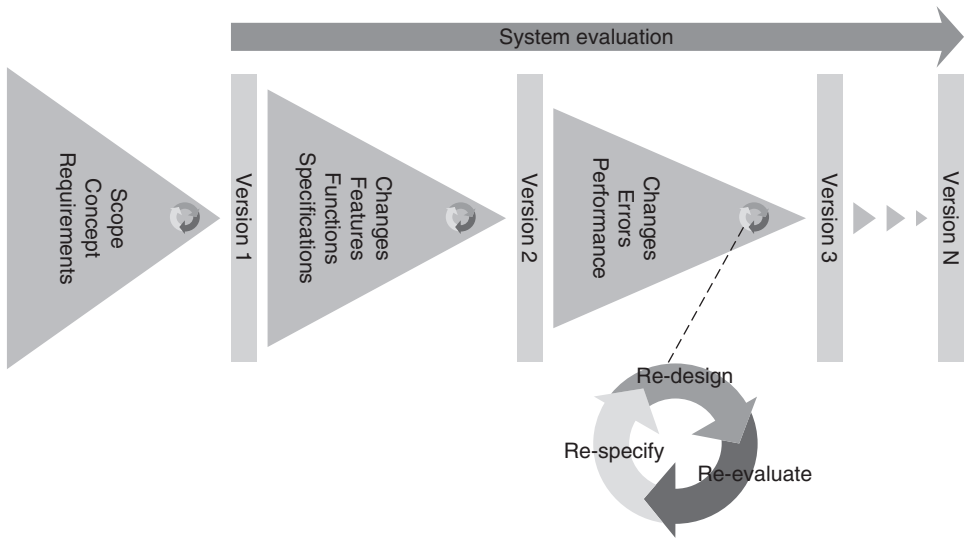 System evaluation
Scope
Concept
Requirements
Version 1
Changes
Features
Functions
Specifications
Version 2
Changes
Errors
Performance
Version 3
Version N
Re-design
Re-specify
Re-evaluate